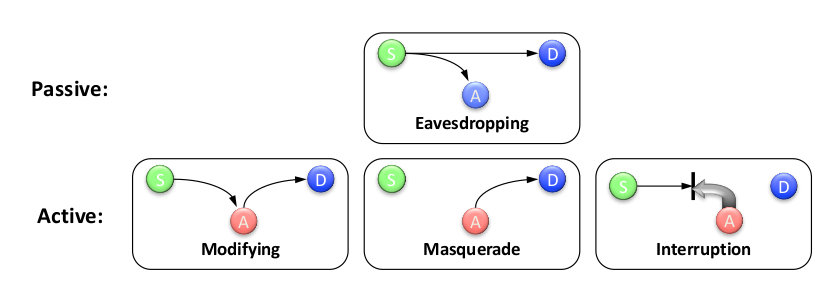 Passive:
S
D
A
Eavesdropping
Active:
S
D
A
Modifying
S
D
A
Masquerade
S
D
A
Interruption